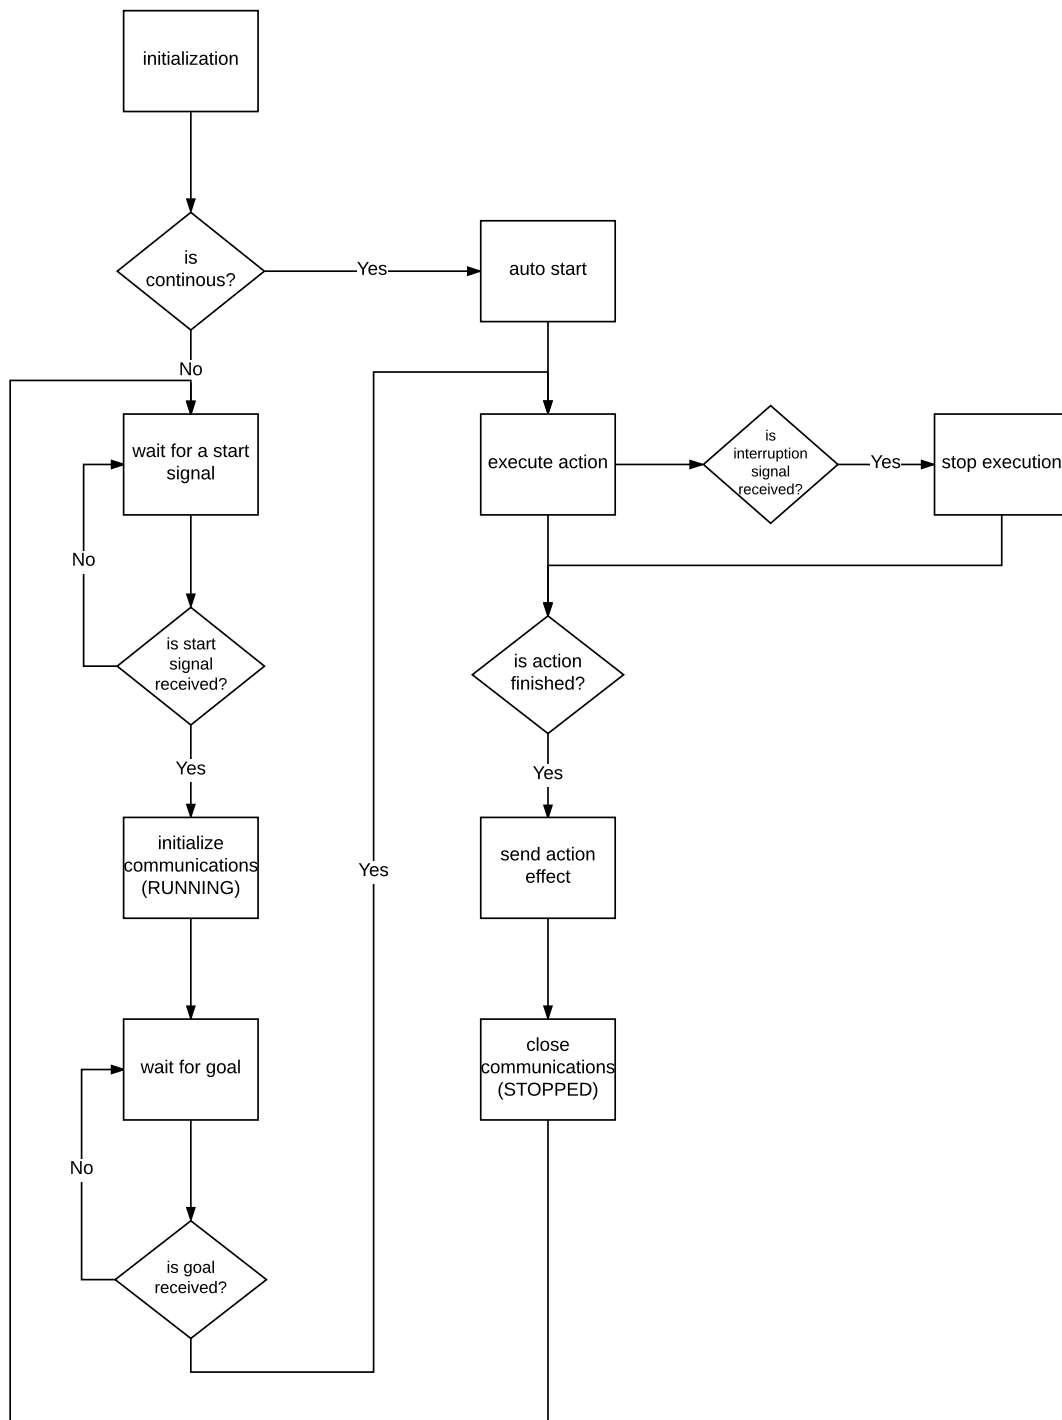 initialization
is
continous?
Yes
auto start
No
wait for a start
signal
execute action
is
interruption
signal
received?
Yes
stop execution
No
is start
signal
received?
is action
finished?
Yes
Yes
initialize
communications
(RUNNING)
Yes
send action
effect
wait for goal
close
communications
(STOPPED)
No
is goal
received?